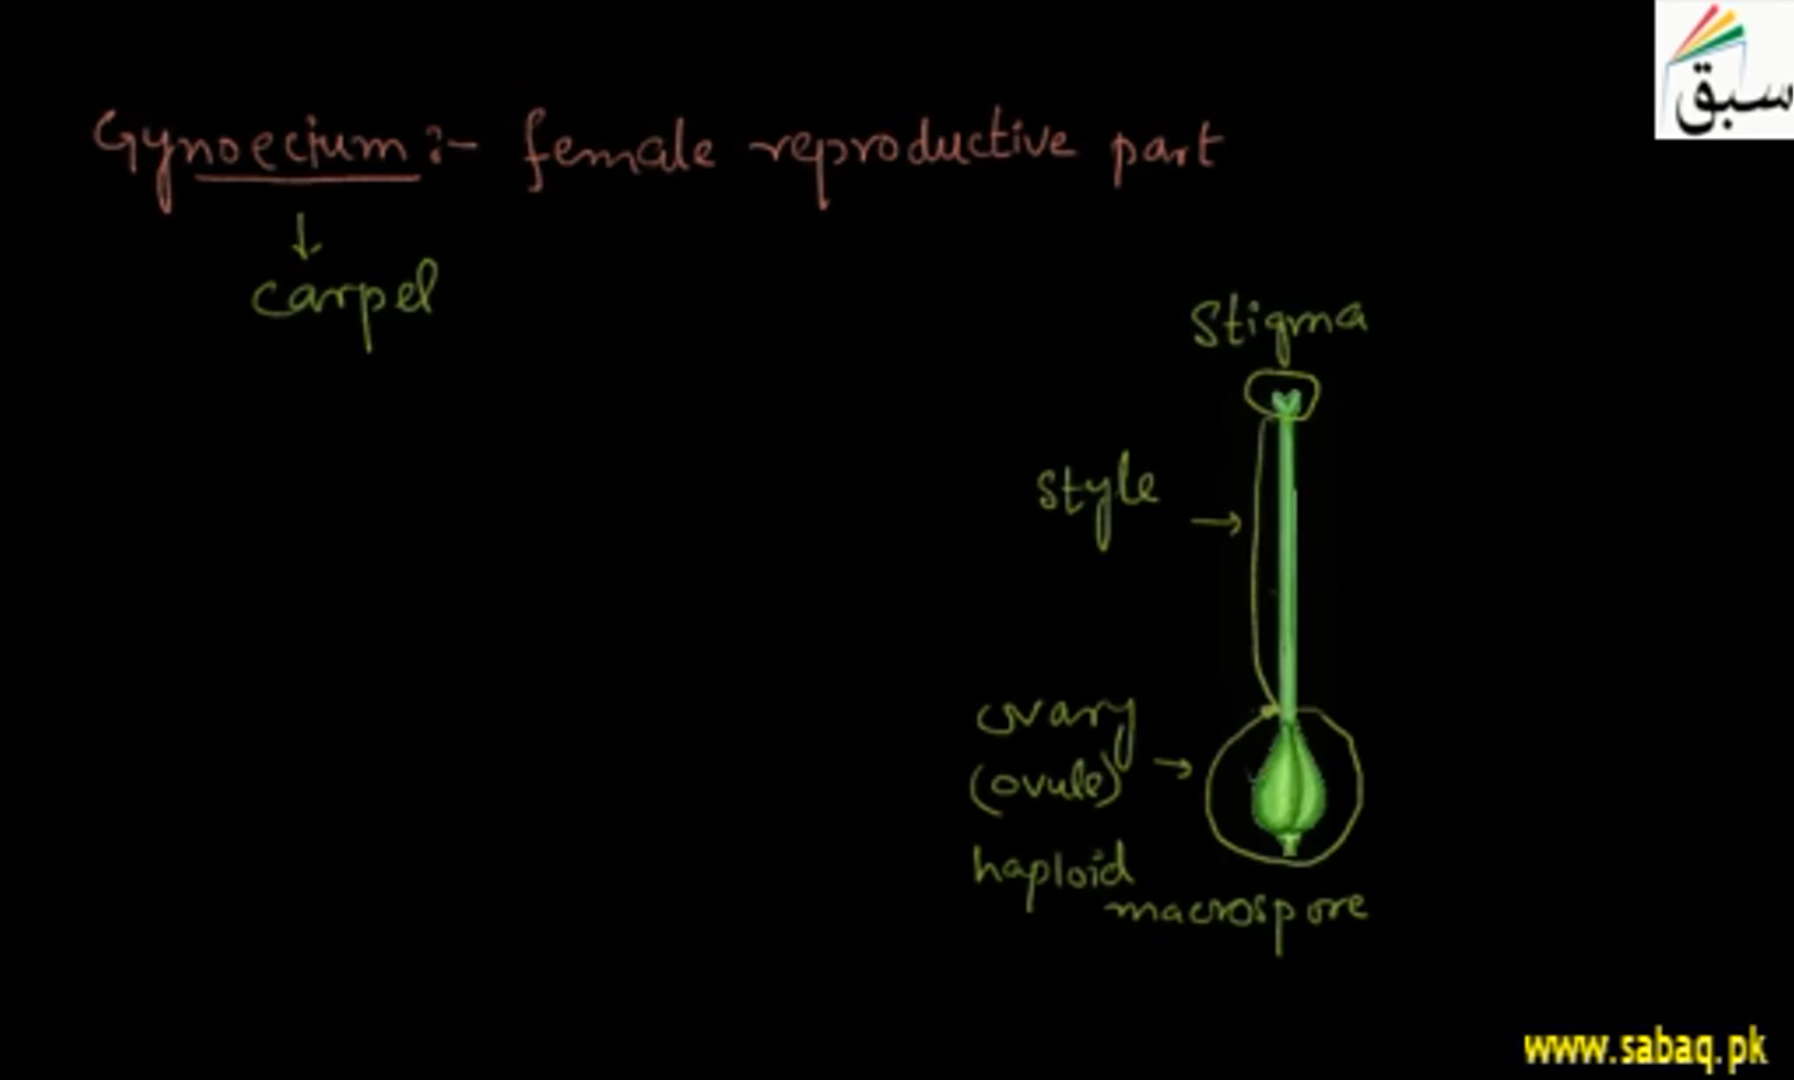 سبق
Gynoecium :- female reproductive part
carpel
Stigma
style
ovary
(ovule)
haploid
macrospore
www.sabaq.pk